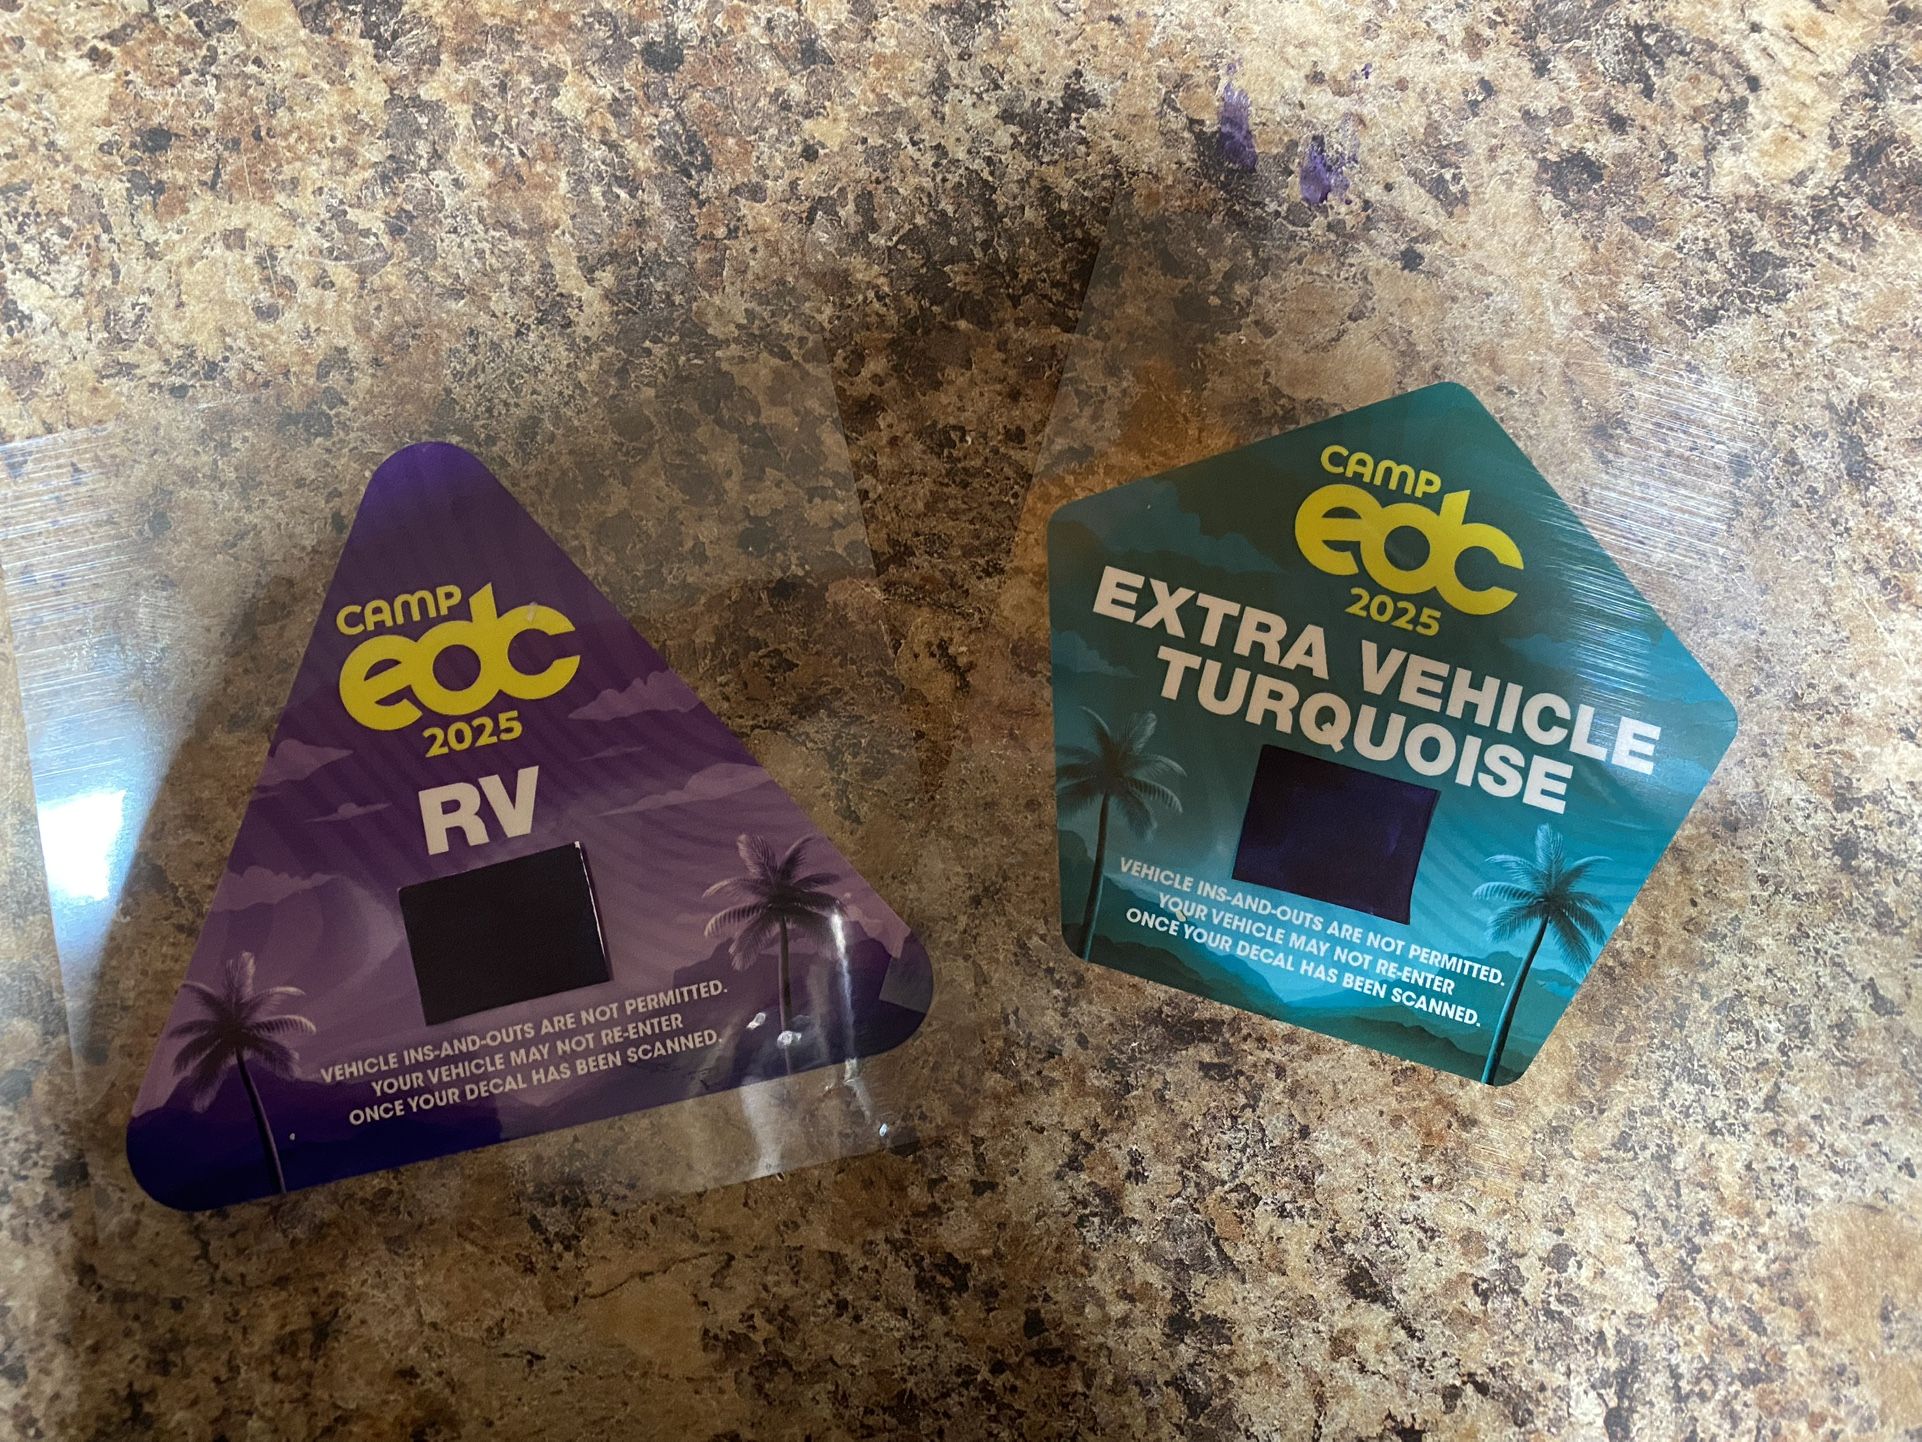 CAMP
edc
2025
RV
VEHICLE INS-AND-OUTS ARE NOT PERMITTED.
YOUR VEHICLE MAY NOT RE-ENTER
ONCE YOUR DECAL HAS BEEN SCANNED.
CAMP
edc
2025
EXTRA VEHICLE
TURQUOISE
VEHICLE INS-AND-OUTS ARE NOT PERMITTED.
YOUR VEHICLE MAY NOT RE-ENTER
ONCE YOUR DECAL HAS BEEN SCANNED.